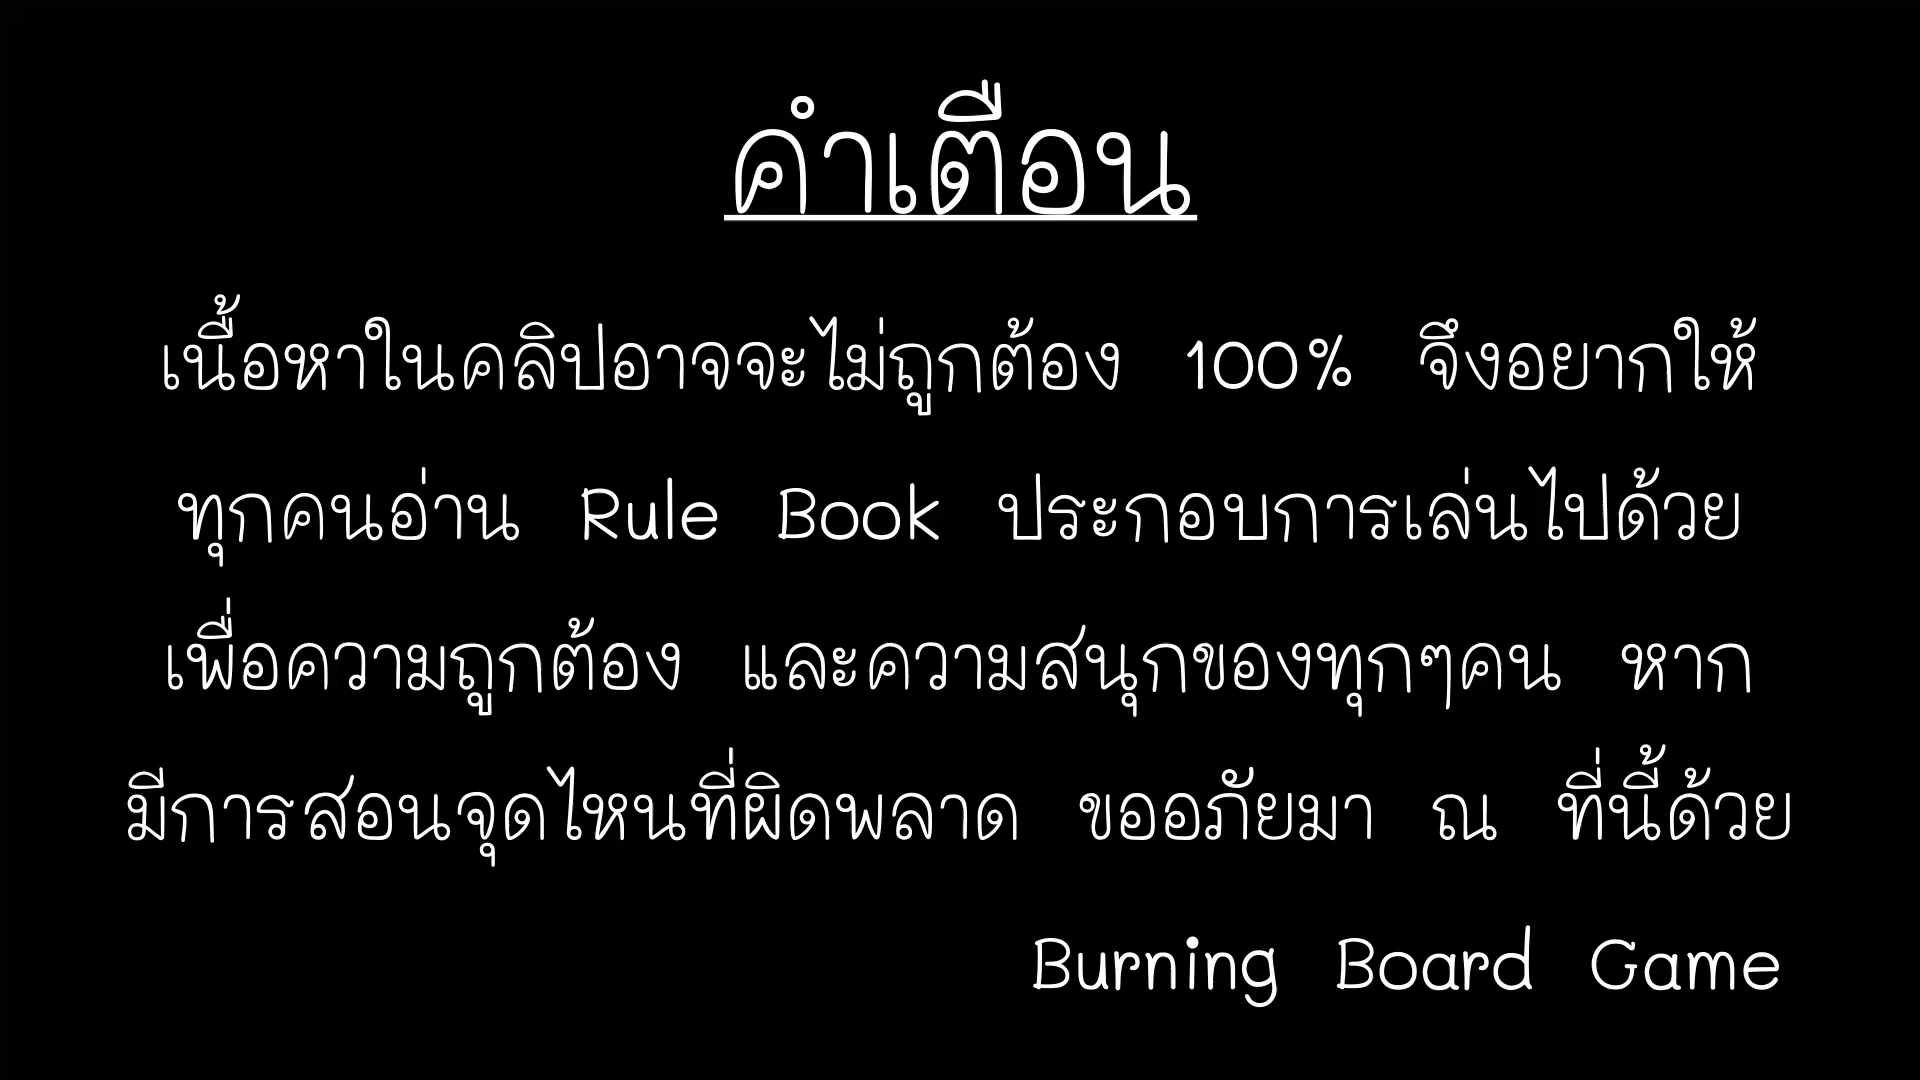 คำเตือน
เนื้อหาในคลิปอาจจะไม่ถูกต้อง 100% จึงอยากให้
ทุกคนอ่าน Rule Book ประกอบการเล่นไปด้วย
เพื่อความถูกต้อง และความสนุกของทุกๆคน หาก
มีการสอนจุดไหนที่ผิดพลาด ขออภัยมา ณ ที่นี้ด้วย
Burning Board Game